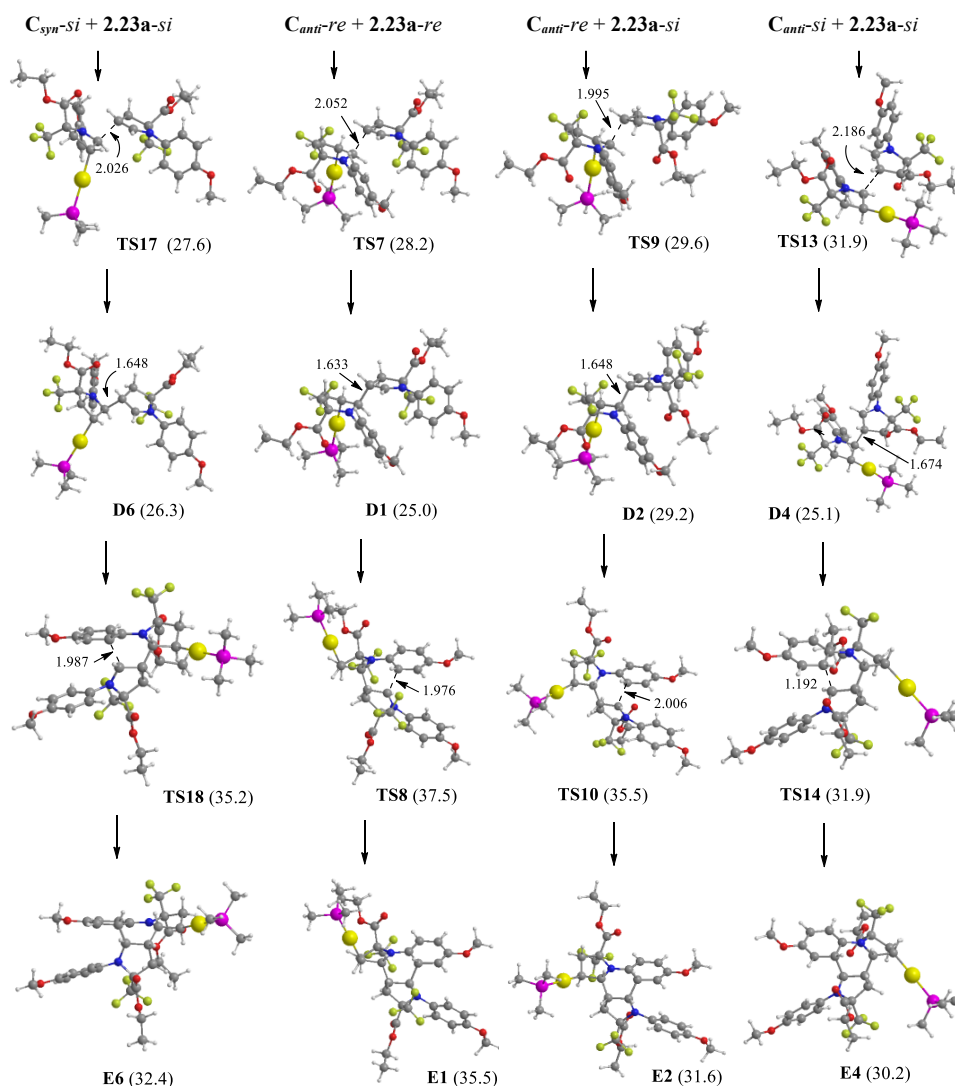 C_syn-si + 2.23a-si
C_anti-re + 2.23a-re
C_anti-re + 2.23a-si
C_anti-si + 2.23a-si
2.026
2.052
1.995
2.186
TS17 (27.6)
TS7 (28.2)
TS9 (29.6)
TS13 (31.9)
1.648
1.633
1.648
1.674
D6 (26.3)
D1 (25.0)
D2 (29.2)
D4 (25.1)
1.987
1.976
2.006
1.192
TS18 (35.2)
TS8 (37.5)
TS10 (35.5)
TS14 (31.9)
E6 (32.4)
E1 (35.5)
E2 (31.6)
E4 (30.2)